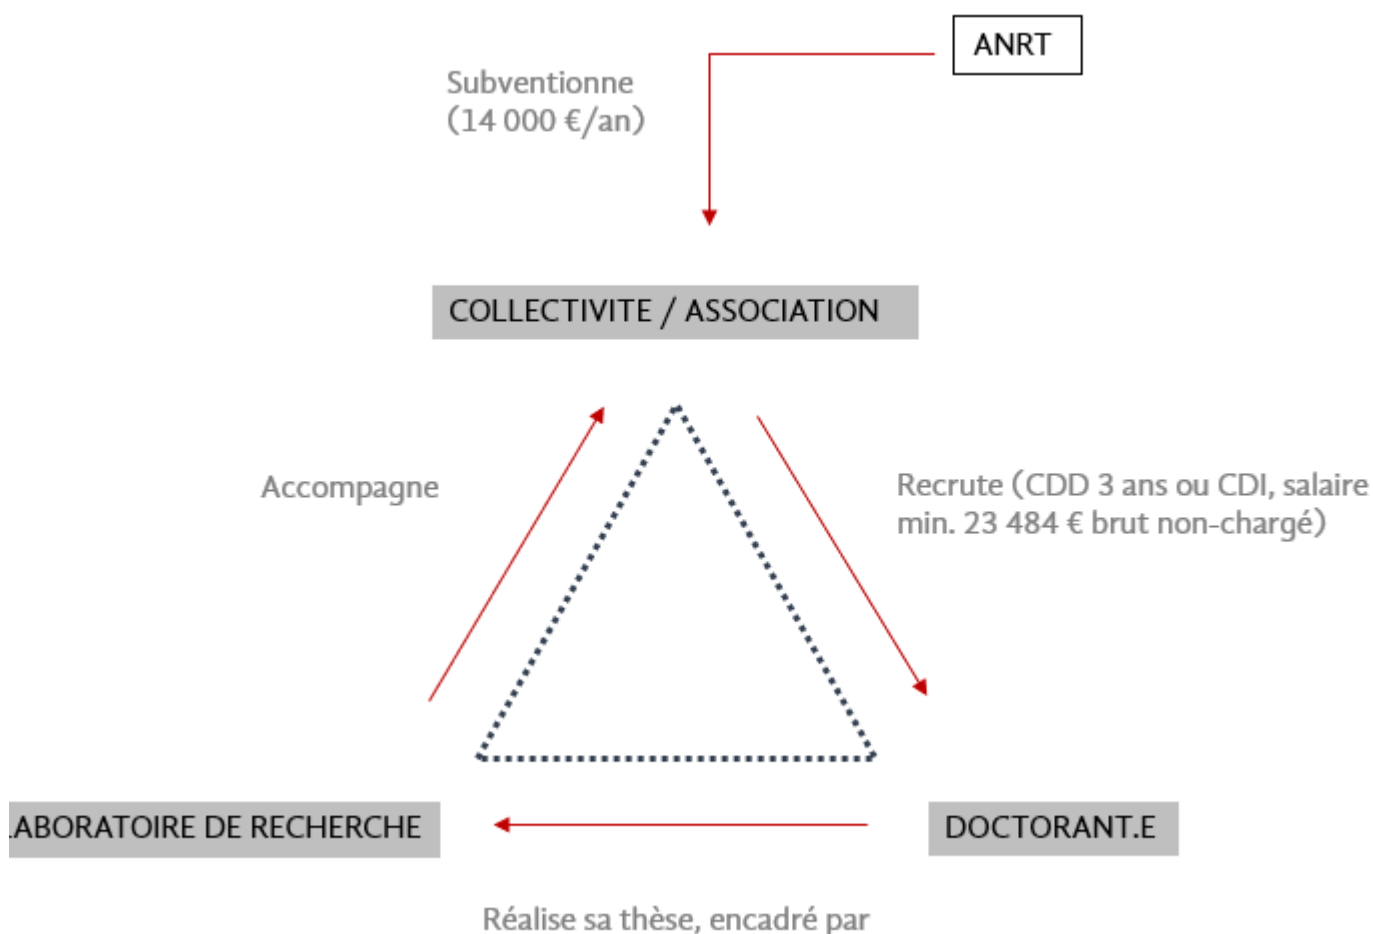 ANRT
Subventionne
(14 000 €/an)
COLLECTIVITE / ASSOCIATION
Accompagne
Recrute (CDD 3 ans ou CDI, salaire
min. 23 484 € brut non-chargé)
LABORATOIRE DE RECHERCHE
DOCTORANT.E
Réalise sa thèse, encadré par